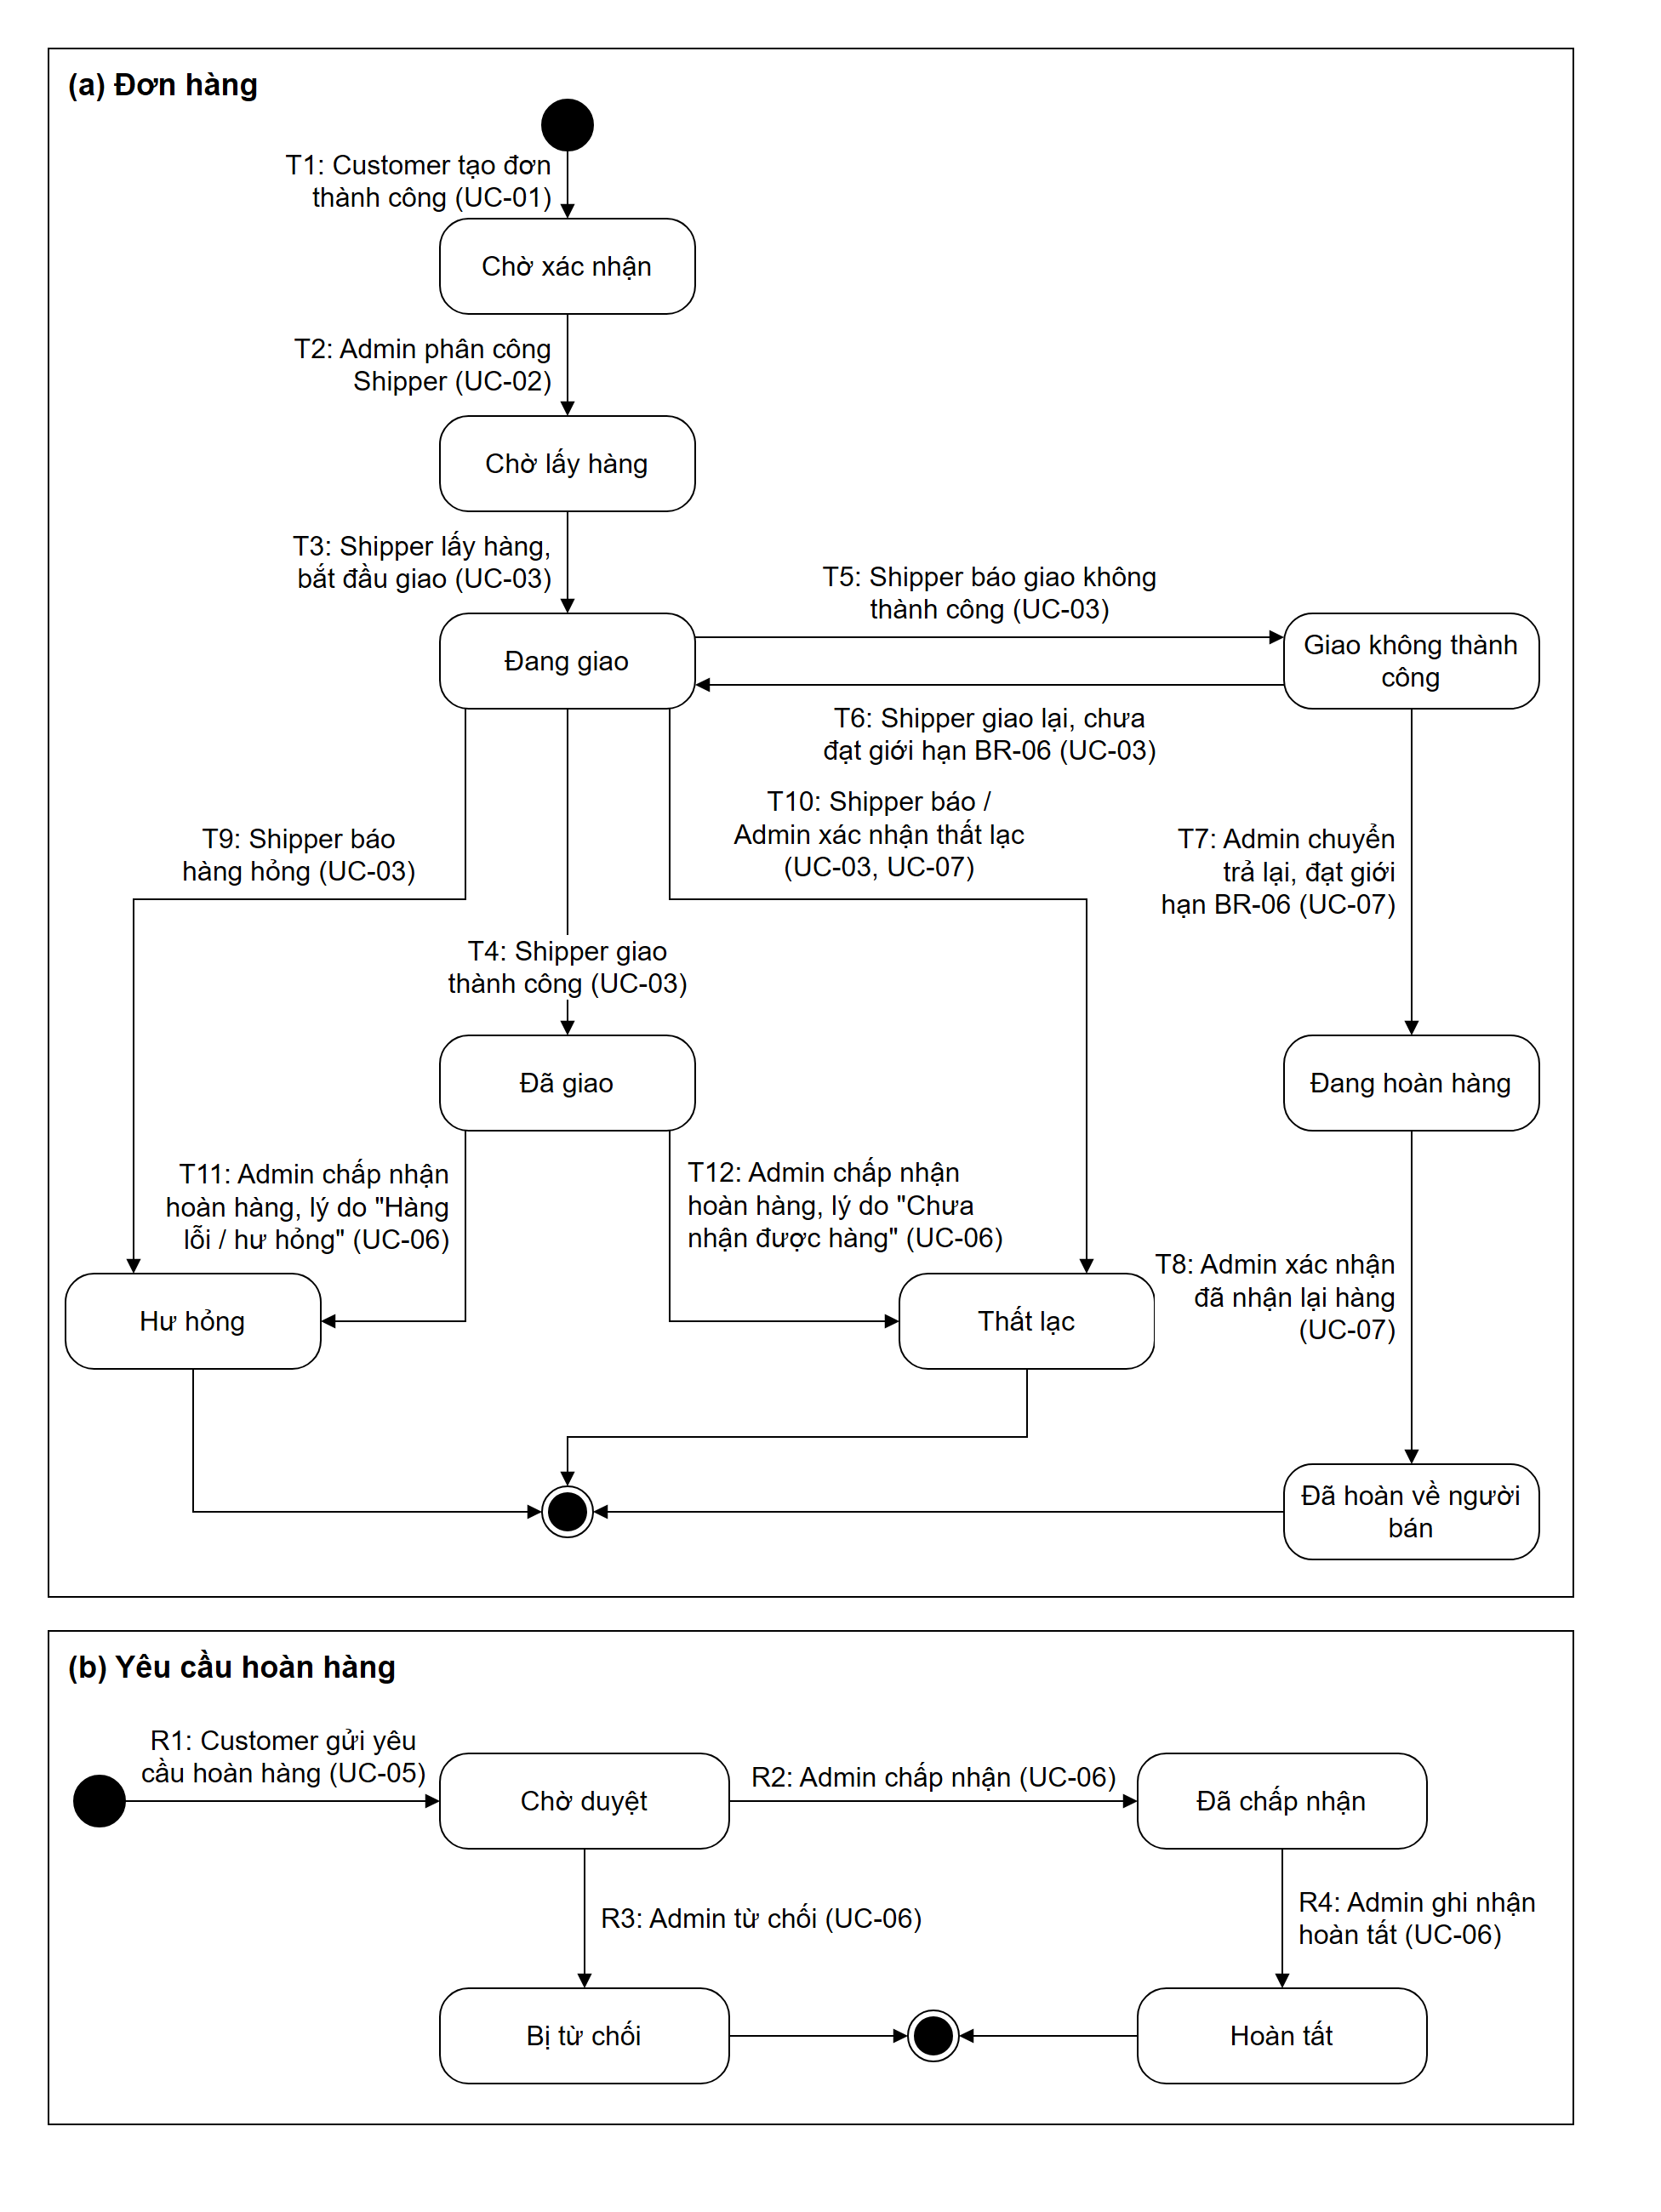 (a) Đơn hàng
T1: Customer tạo đơn
thành công (UC-01)
Chờ xác nhận
T2: Admin phân công
Shipper (UC-02)
Chờ lấy hàng
T3: Shipper lấy hàng,
bắt đầu giao (UC-03)
T5: Shipper báo giao không
thành công (UC-03)
Đang giao
Giao không thành
công
T6: Shipper giao lại, chưa
đạt giới hạn BR-06 (UC-03)
T10: Shipper báo /
Admin xác nhận thất lạc
(UC-03, UC-07)
T9: Shipper báo
hàng hỏng (UC-03)
T7: Admin chuyển
trả lại, đạt giới
hạn BR-06 (UC-07)
T4: Shipper giao
thành công (UC-03)
Đã giao
Đang hoàn hàng
T11: Admin chấp nhận
hoàn hàng, lý do "Hàng
lỗi / hư hỏng" (UC-06)
T12: Admin chấp nhận
hoàn hàng, lý do "Chưa
nhận được hàng" (UC-06)
T8: Admin xác nhận
đã nhận lại hàng
(UC-07)
Hư hỏng
Thất lạc
Đã hoàn về người
bán
(b) Yêu cầu hoàn hàng
R1: Customer gửi yêu
cầu hoàn hàng (UC-05)
Chờ duyệt
R2: Admin chấp nhận (UC-06)
Đã chấp nhận
R3: Admin từ chối (UC-06)
R4: Admin ghi nhận
hoàn tất (UC-06)
Bị từ chối
Hoàn tất